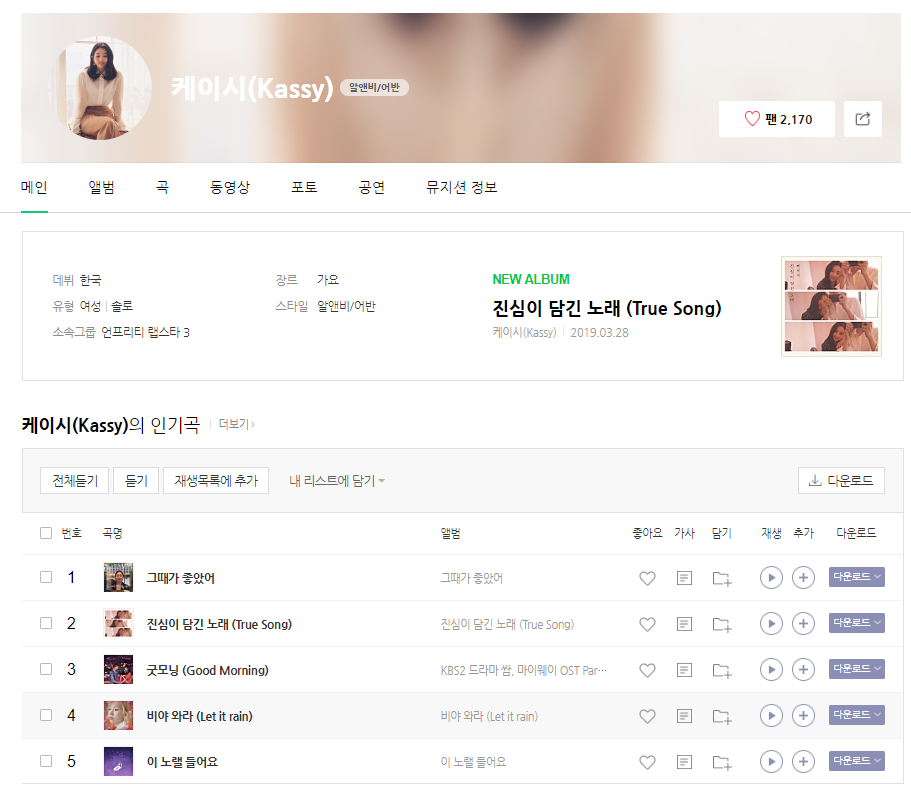 케이시(Kassy) 알앤비/어반
팬 2,170
메인 앨범 곡 동영상 포토 공연 뮤지션 정보
데뷔 한국 장르 가요
유형 여성 | 솔로 스타일 알앤비/어반
소속그룹 언프리티 랩스타 3
NEW ALBUM
진심이 담긴 노래 (True Song)
케이시(Kassy) | 2019.03.28
케이시(Kassy)의 인기곡 | 더보기 ›
전체듣기 듣기 재생목록에 추가 내 리스트에 담기 다운로드
번호 곡명 앨범 좋아요 가사 담기 재생 추가 다운로드
1 그때가 좋았어 그때가 좋았어 다운로드
2 진심이 담긴 노래 (True Song) 진심이 담긴 노래 (True Song) 다운로드
3 굿모닝 (Good Morning) KBS2 드라마 쌈, 마이웨이 OST Par… 다운로드
4 비야 와라 (Let it rain) 비야 와라 (Let it rain) 다운로드
5 이 노랠 들어요 이 노랠 들어요 다운로드